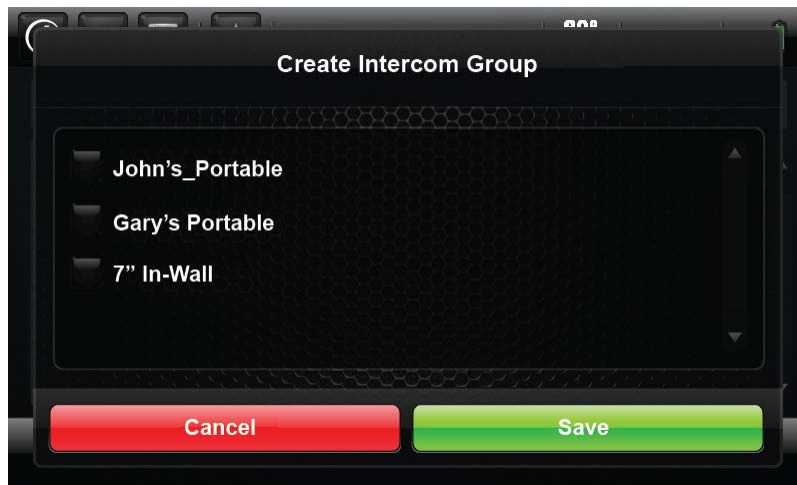 Create Intercom Group
John’s_Portable
Gary’s Portable
7” In-Wall
Cancel
Save